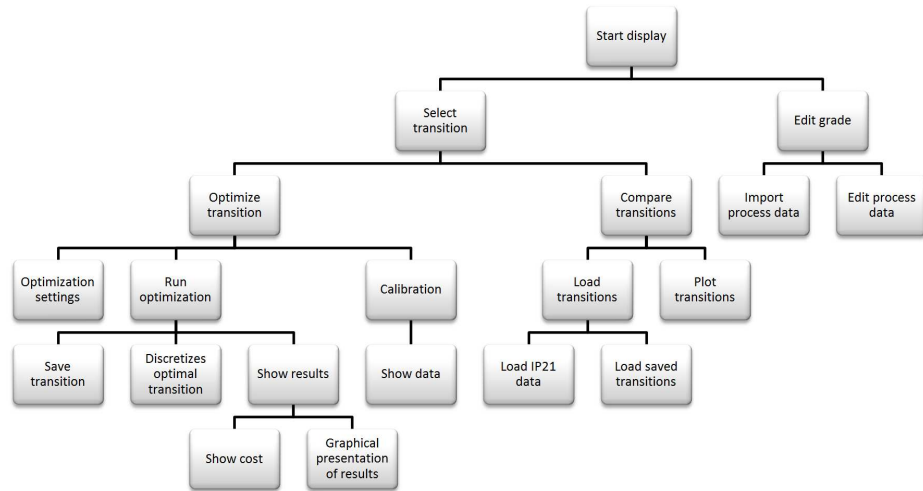 Start display
Select
transition
Edit grade
Optimize
transition
Compare
transitions
Import
process data
Edit process
data
Optimization
settings
Run
optimization
Calibration
Load
transitions
Plot
transitions
Save
transition
Discretizes
optimal
transition
Show results
Show data
Load IP21
data
Load saved
transitions
Show cost
Graphical
presentation
of results